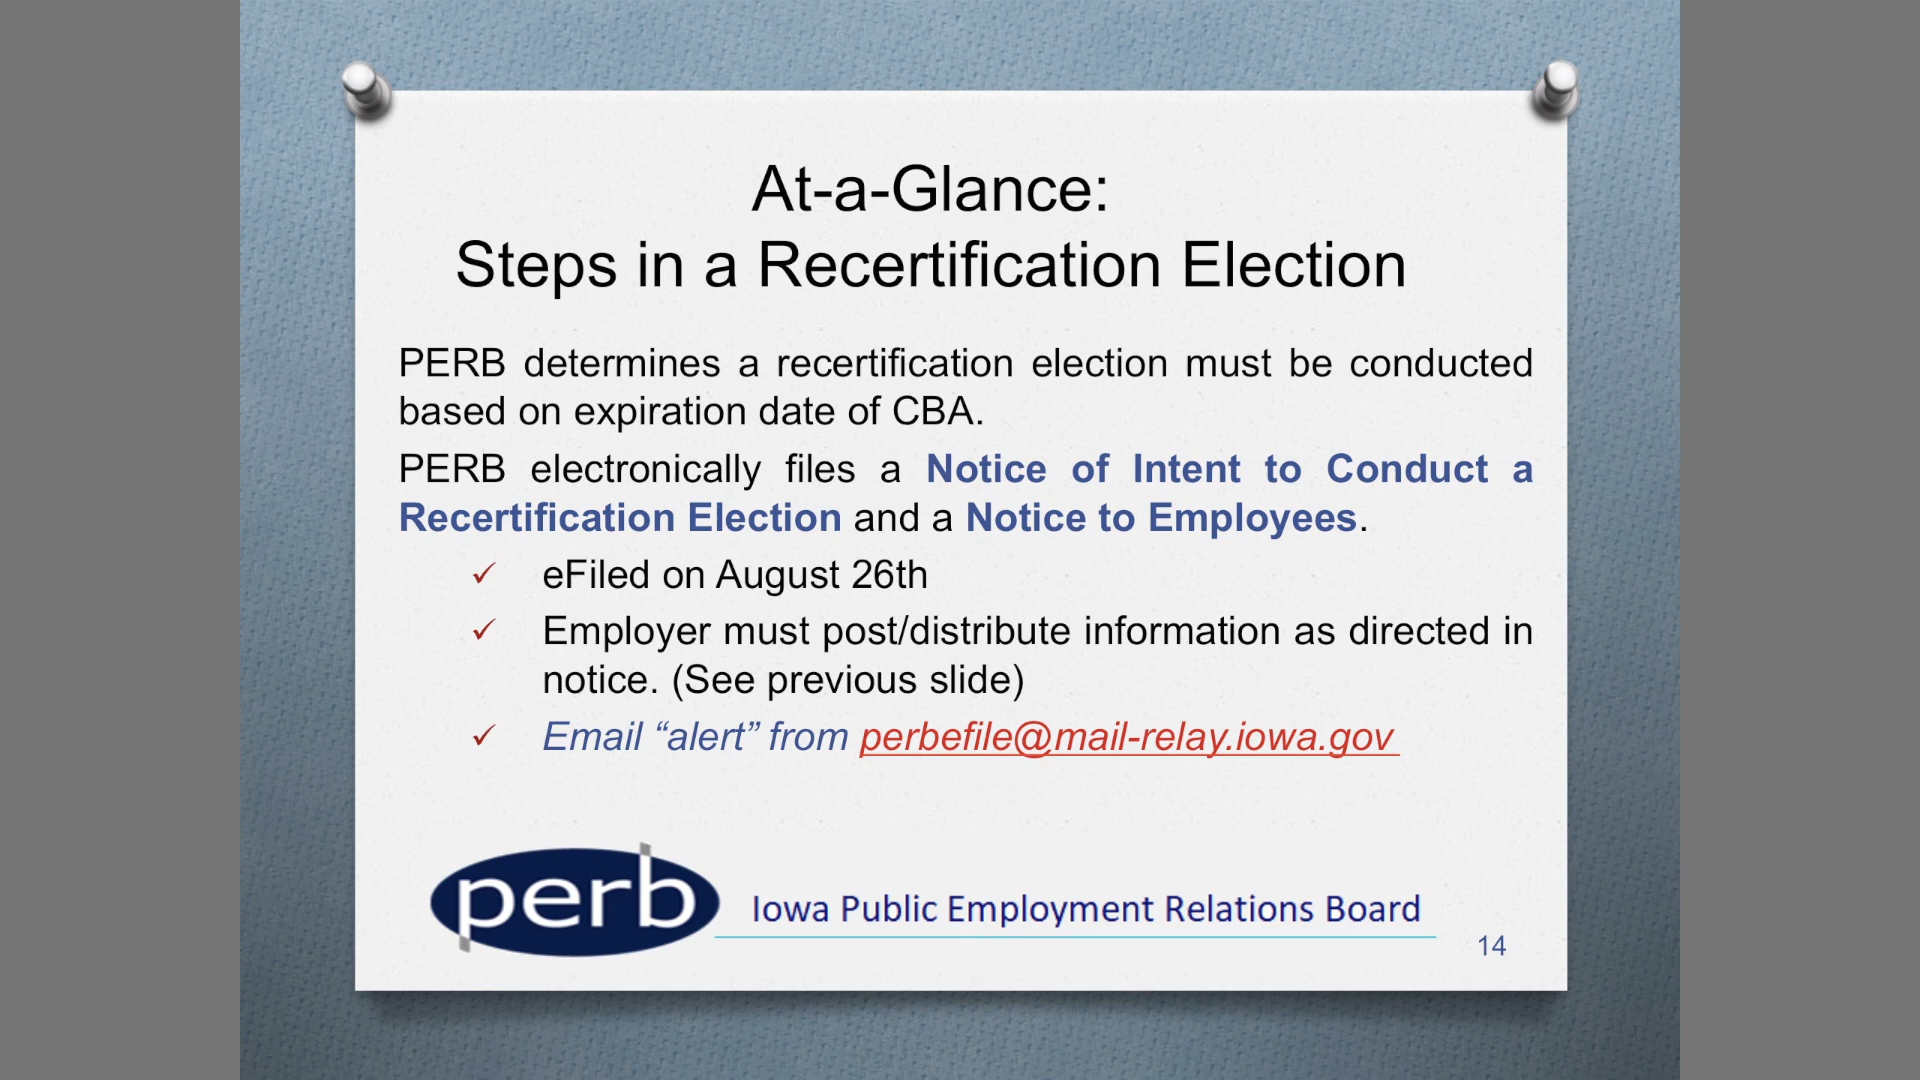 At-a-Glance:
Steps in a Recertification Election
PERB determines a recertification election must be conducted
based on expiration date of CBA.
PERB electronically files a Notice of Intent to Conduct a
Recertification Election and a Notice to Employees.
✓ eFiled on August 26th
✓ Employer must post/distribute information as directed in
notice. (See previous slide)
✓ Email “alert” from perbefile@mail-relay.iowa.gov
perb Iowa Public Employment Relations Board
14